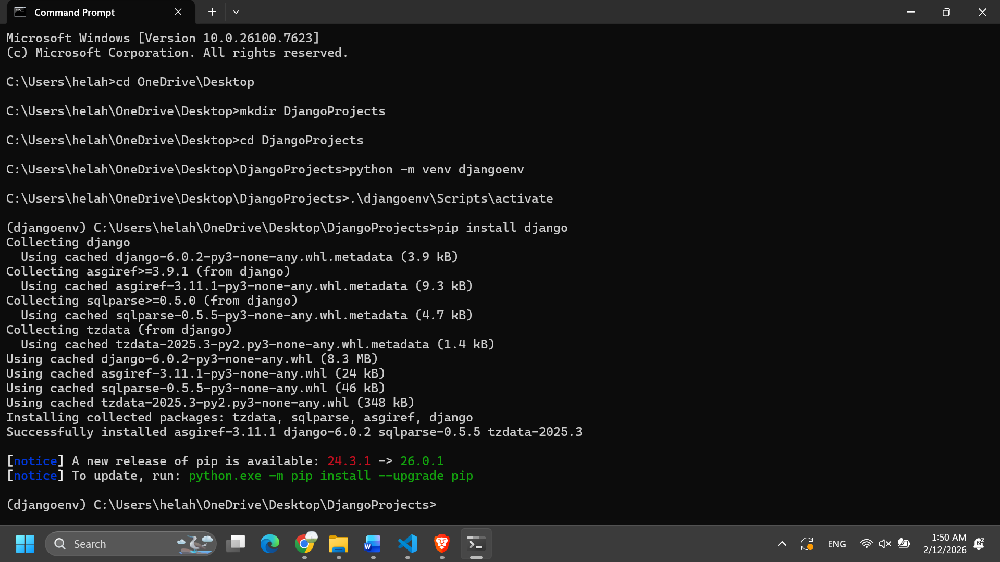 Command Prompt
Microsoft Windows [Version 10.0.26100.7623]
(c) Microsoft Corporation. All rights reserved.
C:\Users\helah>cd OneDrive\Desktop
C:\Users\helah\OneDrive\Desktop>mkdir DjangoProjects
C:\Users\helah\OneDrive\Desktop>cd DjangoProjects
C:\Users\helah\OneDrive\Desktop\DjangoProjects>python -m venv djangoenv
C:\Users\helah\OneDrive\Desktop\DjangoProjects>.\djangoenv\Scripts\activate
(djangoenv) C:\Users\helah\OneDrive\Desktop\DjangoProjects>pip install django
Collecting django
  Using cached django-6.0.2-py3-none-any.whl.metadata (3.9 kB)
Collecting asgiref>=3.9.1 (from django)
  Using cached asgiref-3.11.1-py3-none-any.whl.metadata (9.3 kB)
Collecting sqlparse>=0.5.0 (from django)
  Using cached sqlparse-0.5.5-py3-none-any.whl.metadata (4.7 kB)
Collecting tzdata (from django)
  Using cached tzdata-2025.3-py2.py3-none-any.whl.metadata (1.4 kB)
Using cached django-6.0.2-py3-none-any.whl (8.3 MB)
Using cached asgiref-3.11.1-py3-none-any.whl (24 kB)
Using cached sqlparse-0.5.5-py3-none-any.whl (46 kB)
Using cached tzdata-2025.3-py2.py3-none-any.whl (348 kB)
Installing collected packages: tzdata, sqlparse, asgiref, django
Successfully installed asgiref-3.11.1 django-6.0.2 sqlparse-0.5.5 tzdata-2025.3
[notice] A new release of pip is available: 24.3.1 -> 26.0.1
[notice] To update, run: python.exe -m pip install --upgrade pip
(djangoenv) C:\Users\helah\OneDrive\Desktop\DjangoProjects>
Search
ENG
1:50 AM
2/12/2026